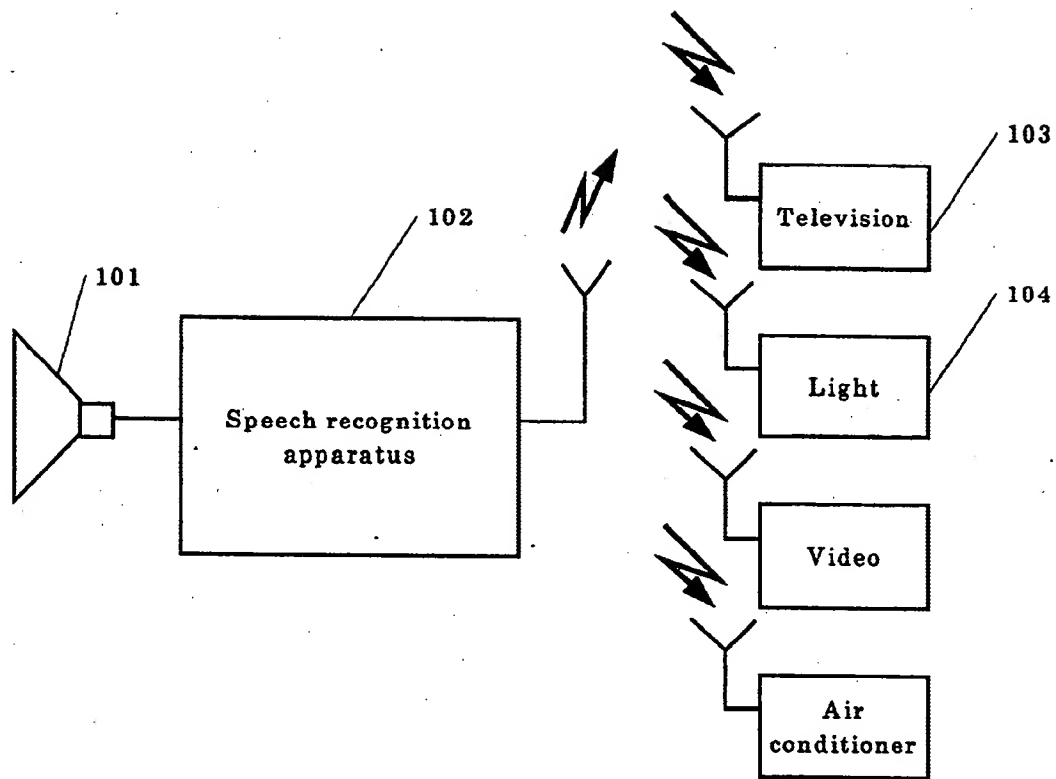 103
Television
102
101
104
Light
Speech recognition
apparatus
Video
Air
conditioner